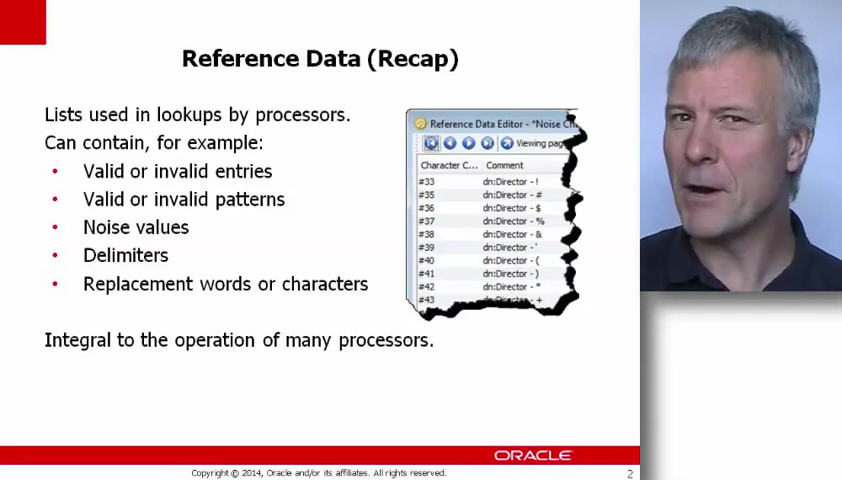 Reference Data (Recap)
Lists used in lookups by processors.
Can contain, for example:
• Valid or invalid entries
• Valid or invalid patterns
• Noise values
• Delimiters
• Replacement words or characters
Integral to the operation of many processors.
Reference Data Editor - *Noise
Viewing
Character C... Comment
#33 dn:Director - !
#35 dn:Director - #
#36 dn:Director - $
#37 dn:Director - %
#38 dn:Director - &
#39 dn:Director - '
#40 dn:Director - (
#41 dn:Director - )
#42 dn:Director - *
#43 dn:Director - +
ORACLE
Copyright © 2014, Oracle and/or its affiliates. All rights reserved.
2